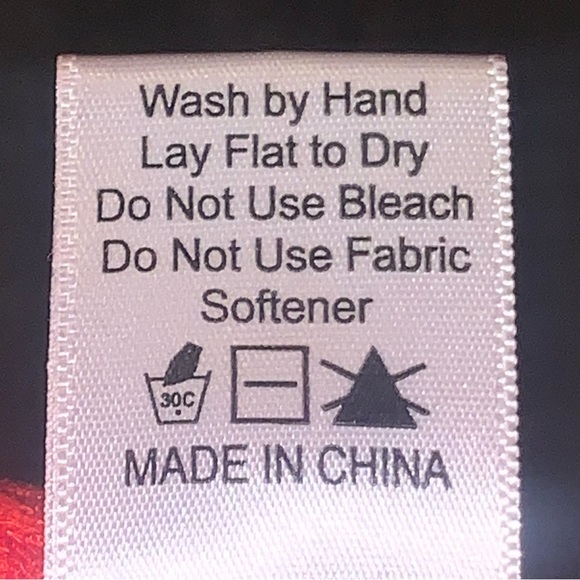 Wash by Hand
Lay Flat to Dry
Do Not Use Bleach
Do Not Use Fabric
Softener
30C
MADE IN CHINA